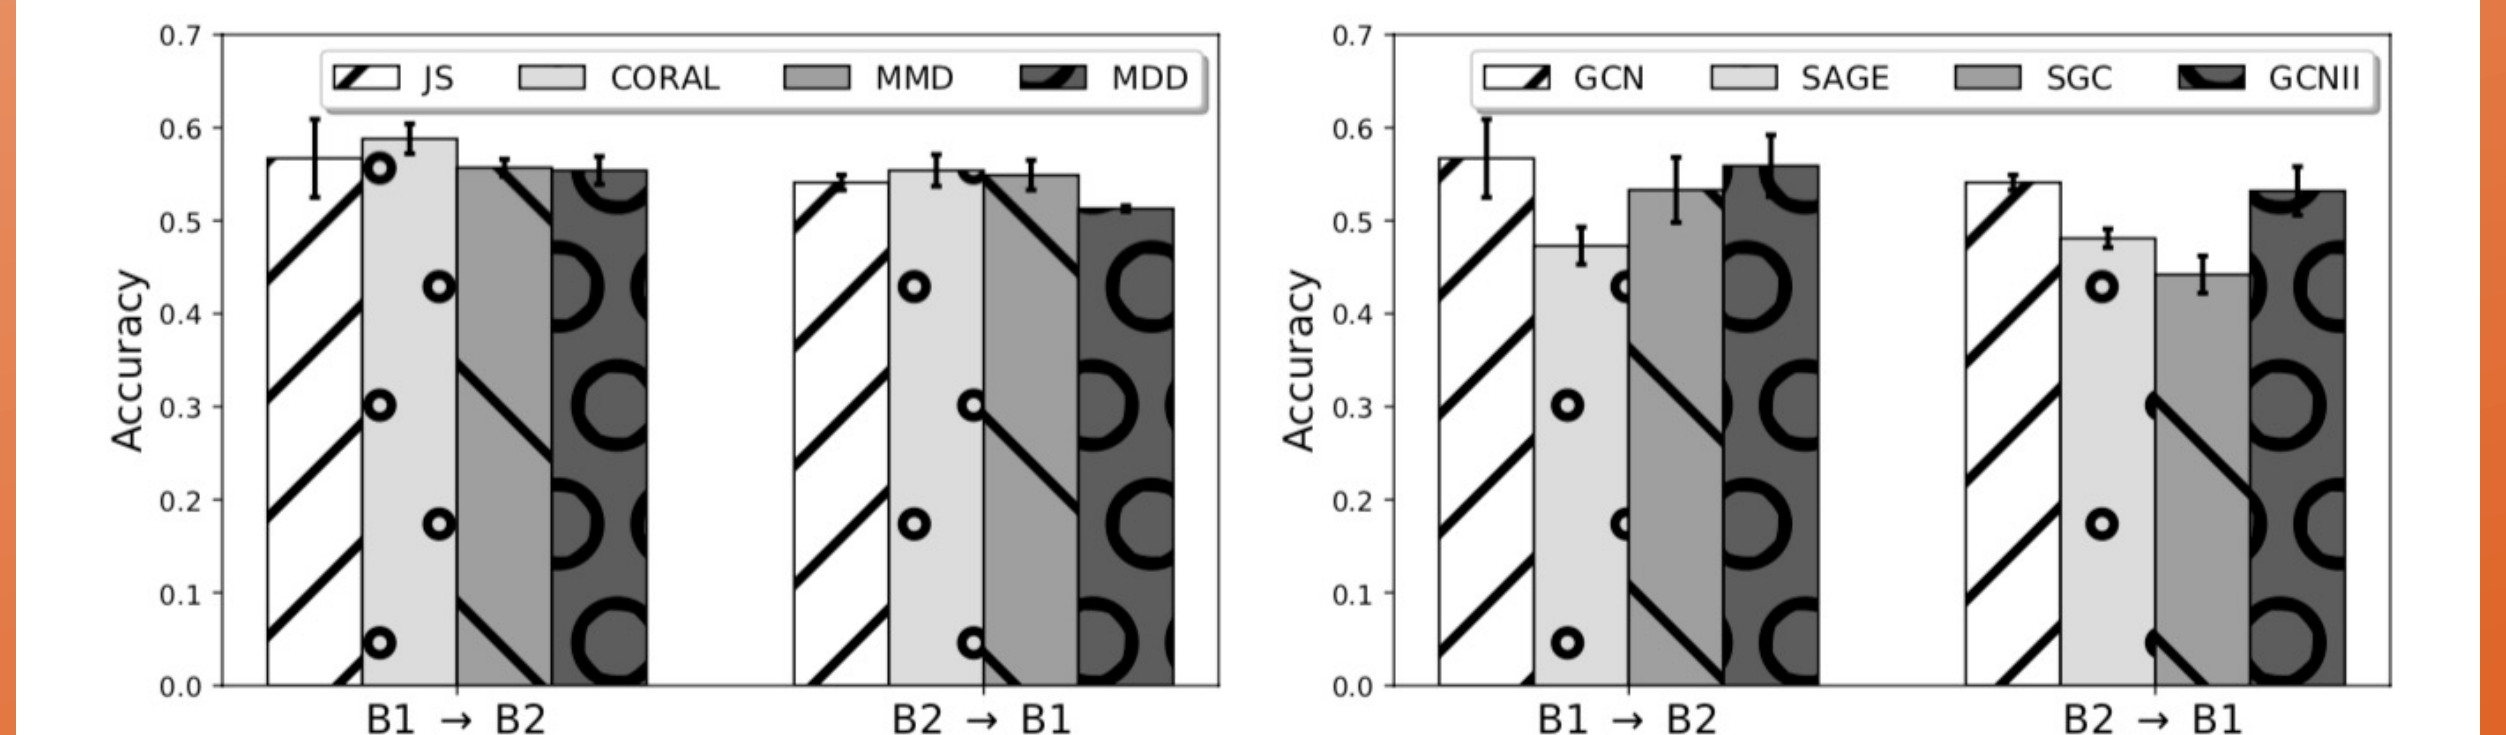 0.7
JS CORAL MMD MDD
0.6
0.5
0.4
0.3
0.2
0.1
0.0
Accuracy
B1 → B2 B2 → B1
0.7
GCN SAGE SGC GCNII
0.6
0.5
0.4
0.3
0.2
0.1
0.0
Accuracy
B1 → B2 B2 → B1